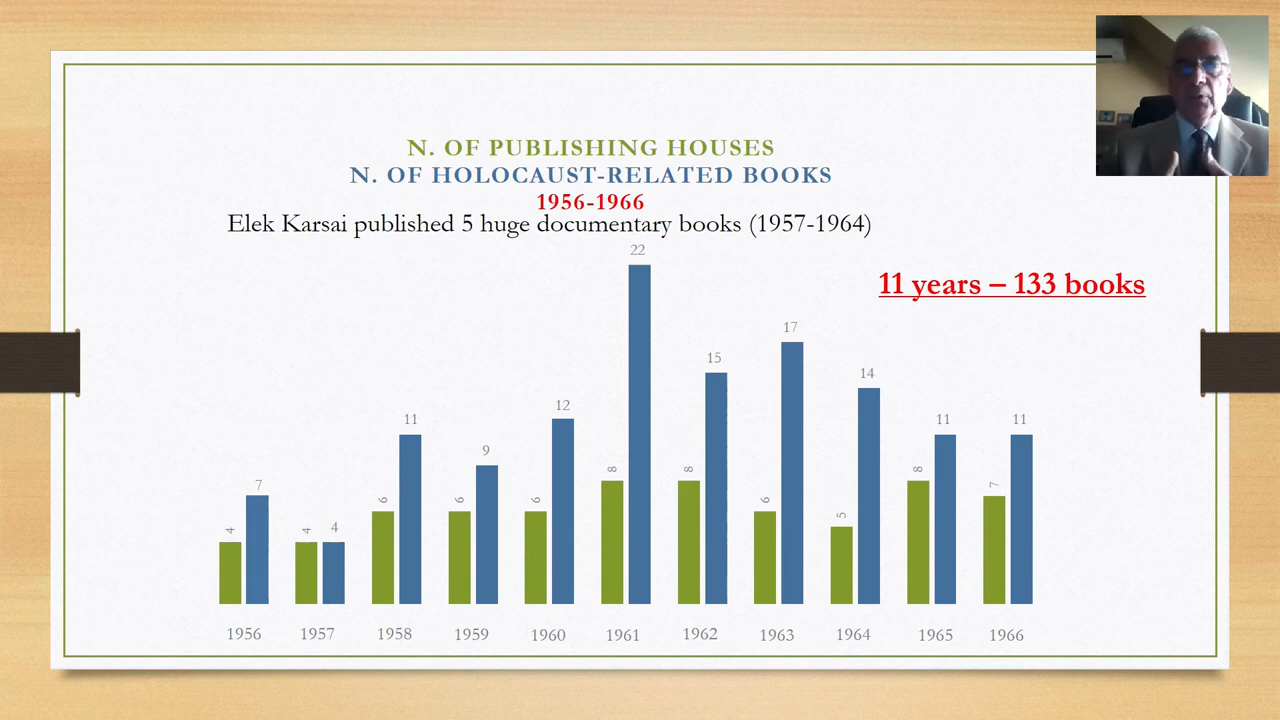 N. OF PUBLISHING HOUSES
N. OF HOLOCAUST-RELATED BOOKS
1956-1966
Elek Karsai published 5 huge documentary books (1957-1964)
11 years – 133 books
4 7 4 4 6 11 6 9 6 12 8 22 8 15 6 17 5 14 8 11 7 11
1956 1957 1958 1959 1960 1961 1962 1963 1964 1965 1966